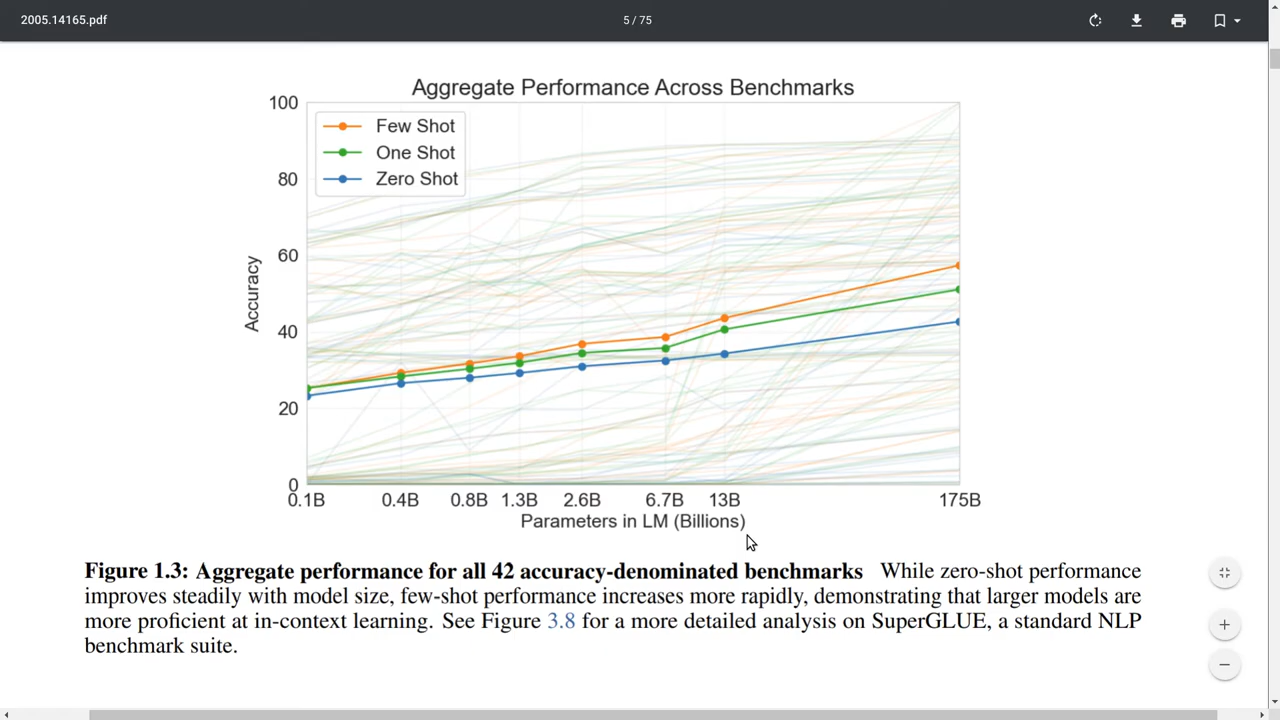 2005.14165.pdf
5 / 75
Aggregate Performance Across Benchmarks
100
80
60
40
20
0
Accuracy
Few Shot
One Shot
Zero Shot
0.1B 0.4B 0.8B 1.3B 2.6B 6.7B 13B 175B
Parameters in LM (Billions)
Figure 1.3: Aggregate performance for all 42 accuracy-denominated benchmarks While zero-shot performance
improves steadily with model size, few-shot performance increases more rapidly, demonstrating that larger models are
more proficient at in-context learning. See Figure 3.8 for a more detailed analysis on SuperGLUE, a standard NLP
benchmark suite.